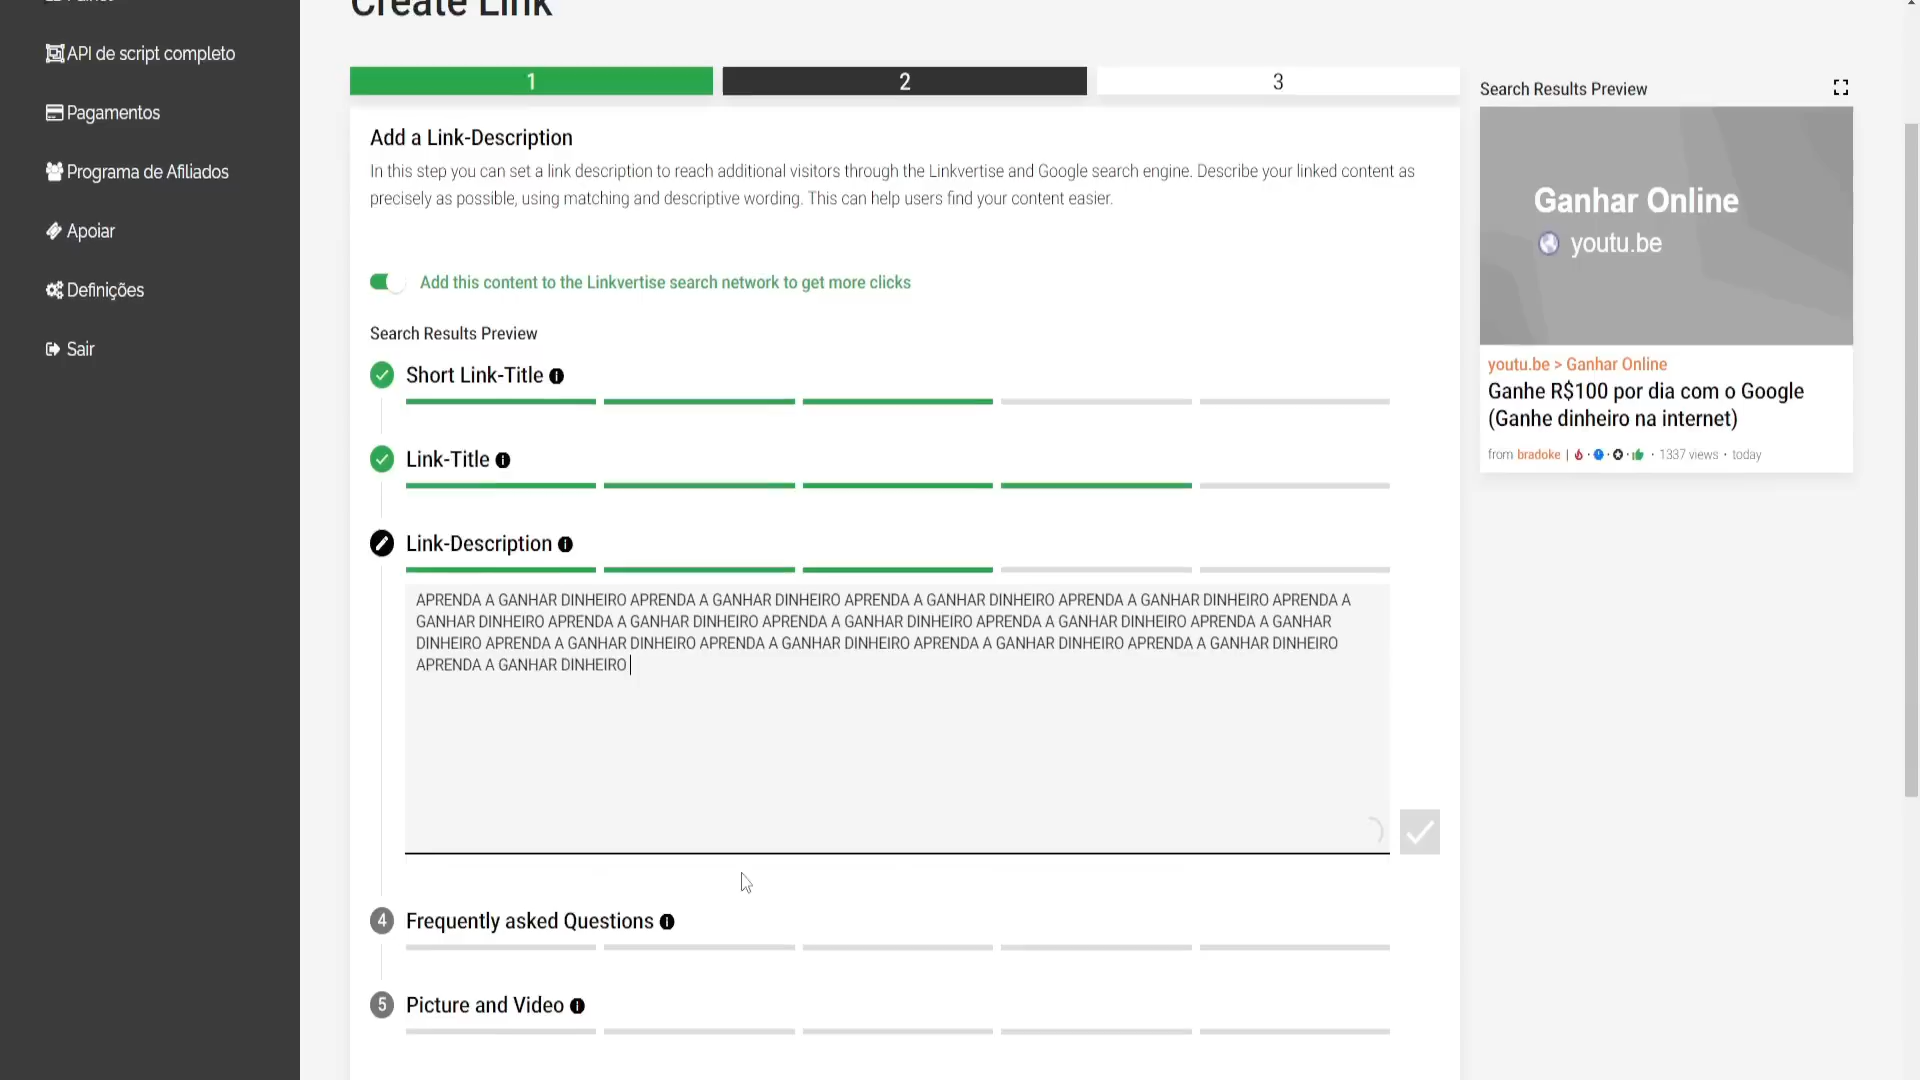 Create Link
API de script completo
Pagamentos
Programa de Afiliados
Apoiar
Definições
Sair
1
2
3
Add a Link-Description
In this step you can set a link description to reach additional visitors through the Linkvertise and Google search engine. Describe your linked content as
precisely as possible, using matching and descriptive wording. This can help users find your content easier.
Add this content to the Linkvertise search network to get more clicks
Search Results Preview
Short Link-Title
Link-Title
Link-Description
APRENDA A GANHAR DINHEIRO APRENDA A GANHAR DINHEIRO APRENDA A GANHAR DINHEIRO APRENDA A GANHAR DINHEIRO APRENDA A
GANHAR DINHEIRO APRENDA A GANHAR DINHEIRO APRENDA A GANHAR DINHEIRO APRENDA A GANHAR DINHEIRO APRENDA A GANHAR
DINHEIRO APRENDA A GANHAR DINHEIRO APRENDA A GANHAR DINHEIRO APRENDA A GANHAR DINHEIRO APRENDA A GANHAR DINHEIRO
APRENDA A GANHAR DINHEIRO
4 Frequently asked Questions
5 Picture and Video
Search Results Preview
Ganhar Online
youtu.be
youtu.be > Ganhar Online
Ganhe R$100 por dia com o Google
(Ganhe dinheiro na internet)
from bradoke | · 1337 views · today